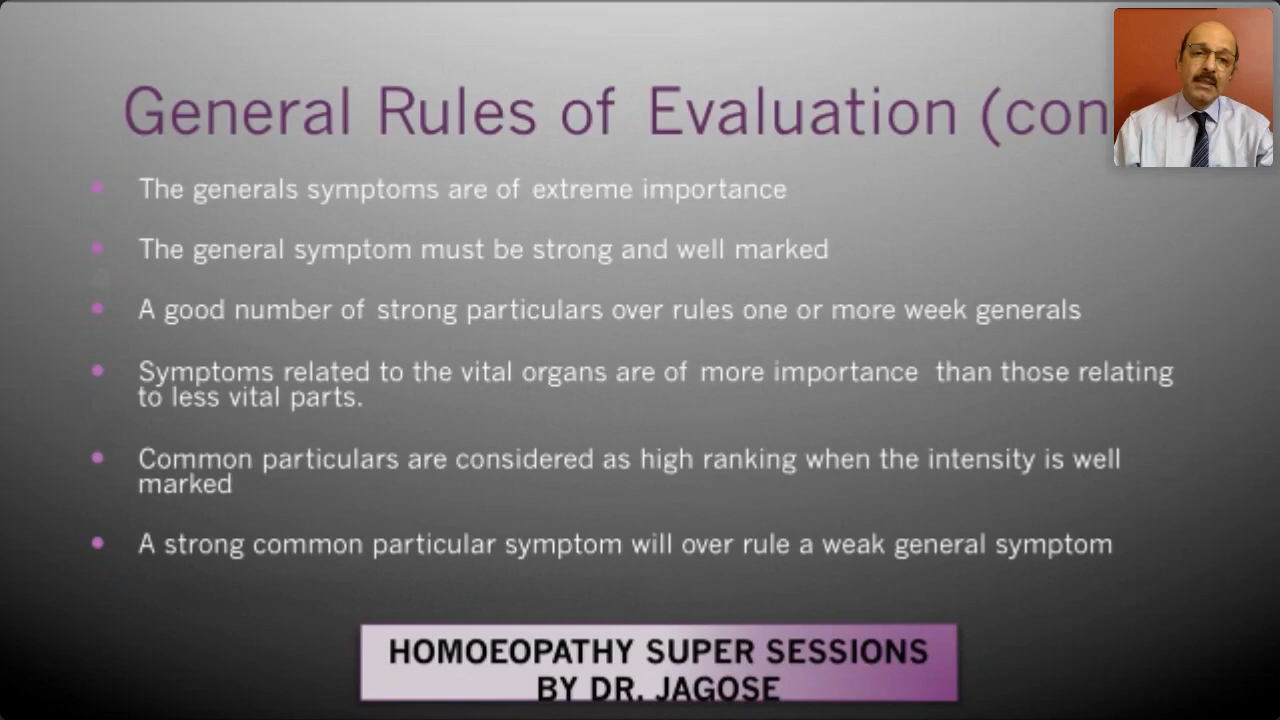 General Rules of Evaluation (con
The generals symptoms are of extreme importance
The general symptom must be strong and well marked
A good number of strong particulars over rules one or more week generals
Symptoms related to the vital organs are of more importance than those relating
to less vital parts.
Common particulars are considered as high ranking when the intensity is well
marked
A strong common particular symptom will over rule a weak general symptom
HOMOEOPATHY SUPER SESSIONS
BY DR. JAGOSE